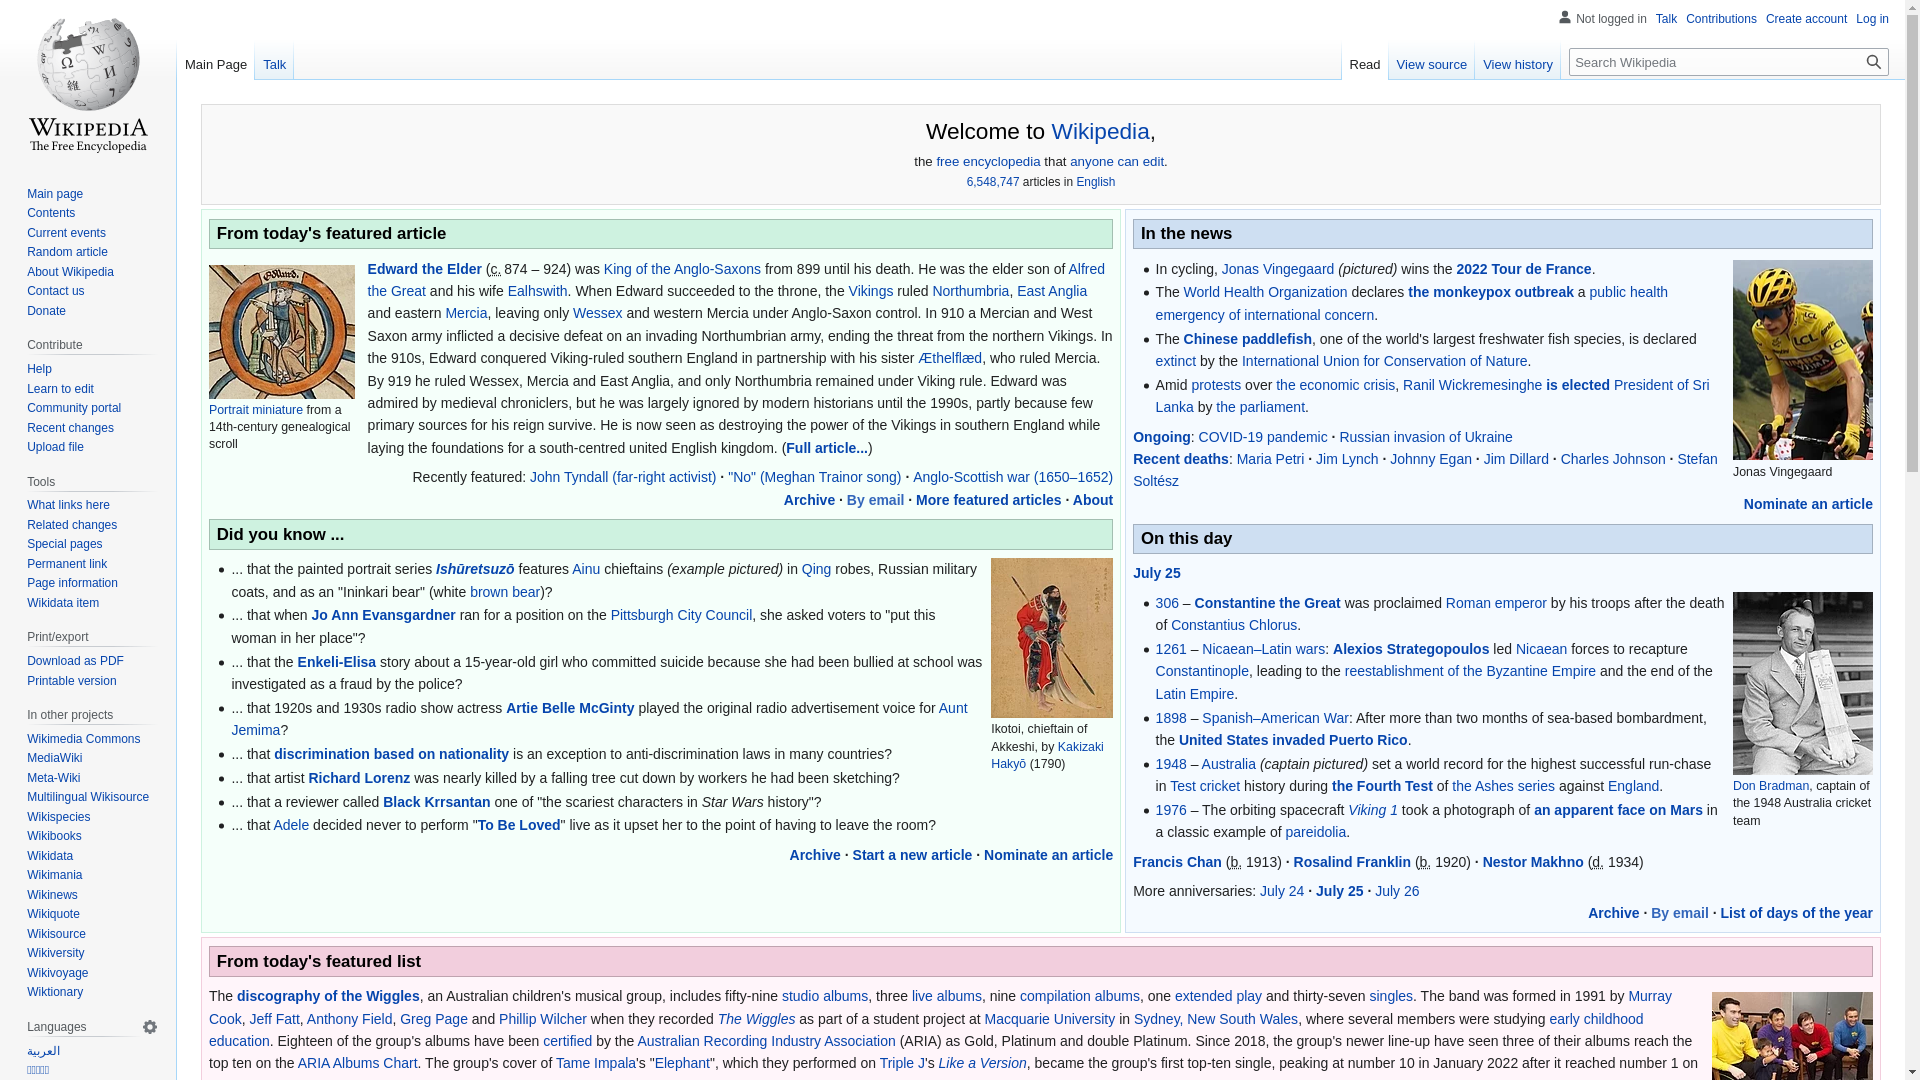 Not logged in Talk Contributions Create account Log in
Main Page Talk Read View source View history Search Wikipedia
WIKIPEDIA
The Free Encyclopedia
Main page
Contents
Current events
Random article
About Wikipedia
Contact us
Donate
Contribute
Help
Learn to edit
Community portal
Recent changes
Upload file
Tools
What links here
Related changes
Special pages
Permanent link
Page information
Wikidata item
Print/export
Download as PDF
Printable version
In other projects
Wikimedia Commons
MediaWiki
Meta-Wiki
Multilingual Wikisource
Wikispecies
Wikibooks
Wikidata
Wikimania
Wikinews
Wikiquote
Wikisource
Wikiversity
Wikivoyage
Wiktionary
Languages
العربية
Welcome to Wikipedia,
the free encyclopedia that anyone can edit.
6,548,747 articles in English
From today's featured article
Portrait miniature from a
14th-century genealogical
scroll
Edward the Elder (c. 874 – 924) was King of the Anglo-Saxons from 899 until his death. He was the elder son of Alfred
the Great and his wife Ealhswith. When Edward succeeded to the throne, the Vikings ruled Northumbria, East Anglia
and eastern Mercia, leaving only Wessex and western Mercia under Anglo-Saxon control. In 910 a Mercian and West
Saxon army inflicted a decisive defeat on an invading Northumbrian army, ending the threat from the northern Vikings. In
the 910s, Edward conquered Viking-ruled southern England in partnership with his sister Æthelflæd, who ruled Mercia.
By 919 he ruled Wessex, Mercia and East Anglia, and only Northumbria remained under Viking rule. Edward was
admired by medieval chroniclers, but he was largely ignored by modern historians until the 1990s, partly because few
primary sources for his reign survive. He is now seen as destroying the power of the Vikings in southern England while
laying the foundations for a south-centred united English kingdom. (Full article...)
Recently featured: John Tyndall (far-right activist) · "No" (Meghan Trainor song) · Anglo-Scottish war (1650–1652)
Archive · By email · More featured articles · About
Did you know ...
... that the painted portrait series Ishūretsuzō features Ainu chieftains (example pictured) in Qing robes, Russian military
coats, and as an "Ininkari bear" (white brown bear)?
... that when Jo Ann Evansgardner ran for a position on the Pittsburgh City Council, she asked voters to "put this
woman in her place"?
... that the Enkeli-Elisa story about a 15-year-old girl who committed suicide because she had been bullied at school was
investigated as a fraud by the police?
... that 1920s and 1930s radio show actress Artie Belle McGinty played the original radio advertisement voice for Aunt
Jemima?
... that discrimination based on nationality is an exception to anti-discrimination laws in many countries?
... that artist Richard Lorenz was nearly killed by a falling tree cut down by workers he had been sketching?
... that a reviewer called Black Krrsantan one of "the scariest characters in Star Wars history"?
... that Adele decided never to perform "To Be Loved" live as it upset her to the point of having to leave the room?
Ikotoi, chieftain of
Akkeshi, by Kakizaki
Hakyō (1790)
Archive · Start a new article · Nominate an article
In the news
In cycling, Jonas Vingegaard (pictured) wins the 2022 Tour de France.
The World Health Organization declares the monkeypox outbreak a public health
emergency of international concern.
The Chinese paddlefish, one of the world's largest freshwater fish species, is declared
extinct by the International Union for Conservation of Nature.
Amid protests over the economic crisis, Ranil Wickremesinghe is elected President of Sri
Lanka by the parliament.
Jonas Vingegaard
Ongoing: COVID-19 pandemic · Russian invasion of Ukraine
Recent deaths: Maria Petri · Jim Lynch · Johnny Egan · Jim Dillard · Charles Johnson · Stefan
Soltész
Nominate an article
On this day
July 25
306 – Constantine the Great was proclaimed Roman emperor by his troops after the death
of Constantius Chlorus.
1261 – Nicaean–Latin wars: Alexios Strategopoulos led Nicaean forces to recapture
Constantinople, leading to the reestablishment of the Byzantine Empire and the end of the
Latin Empire.
1898 – Spanish–American War: After more than two months of sea-based bombardment,
the United States invaded Puerto Rico.
1948 – Australia (captain pictured) set a world record for the highest successful run-chase
in Test cricket history during the Fourth Test of the Ashes series against England.
1976 – The orbiting spacecraft Viking 1 took a photograph of an apparent face on Mars in
a classic example of pareidolia.
Don Bradman, captain of
the 1948 Australia cricket
team
Francis Chan (b. 1913) · Rosalind Franklin (b. 1920) · Nestor Makhno (d. 1934)
More anniversaries: July 24 · July 25 · July 26
Archive · By email · List of days of the year
From today's featured list
The discography of the Wiggles, an Australian children's musical group, includes fifty-nine studio albums, three live albums, nine compilation albums, one extended play and thirty-seven singles. The band was formed in 1991 by Murray
Cook, Jeff Fatt, Anthony Field, Greg Page and Phillip Wilcher when they recorded The Wiggles as part of a student project at Macquarie University in Sydney, New South Wales, where several members were studying early childhood
education. Eighteen of the group's albums have been certified by the Australian Recording Industry Association (ARIA) as Gold, Platinum and double Platinum. Since 2018, the group's newer line-up have seen three of their albums reach the
top ten on the ARIA Albums Chart. The group's cover of Tame Impala's "Elephant", which they performed on Triple J's Like a Version, became the group's first top-ten single, peaking at number 10 in January 2022 after it reached number 1 on